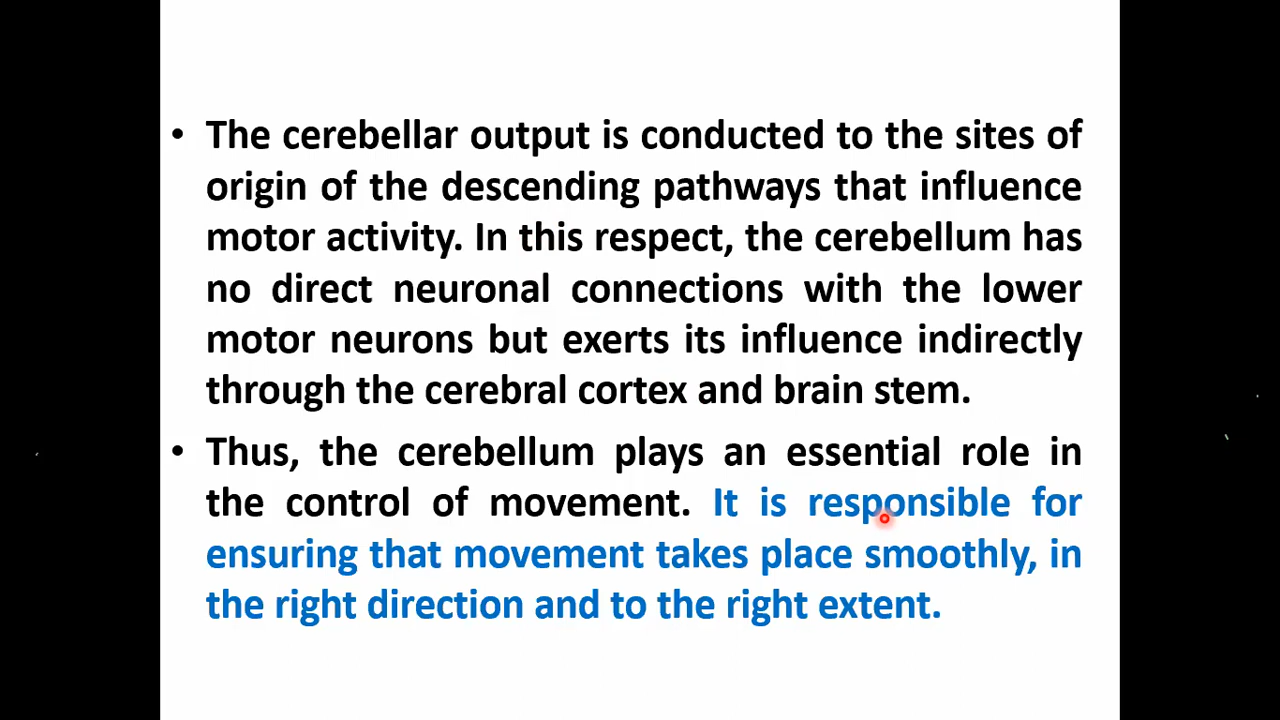 • The cerebellar output is conducted to the sites of
origin of the descending pathways that influence
motor activity. In this respect, the cerebellum has
no direct neuronal connections with the lower
motor neurons but exerts its influence indirectly
through the cerebral cortex and brain stem.
• Thus, the cerebellum plays an essential role in
the control of movement. It is responsible for
ensuring that movement takes place smoothly, in
the right direction and to the right extent.